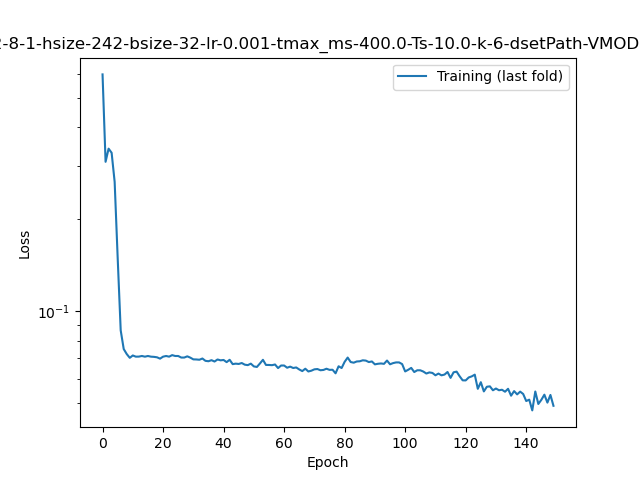 -8-1-hsize-242-bsize-32-lr-0.001-tmax_ms-400.0-Ts-10.0-k-6-dsetPath-VMOD
Training (last fold)
Loss
10⁻¹
0 20 40 60 80 100 120 140
Epoch